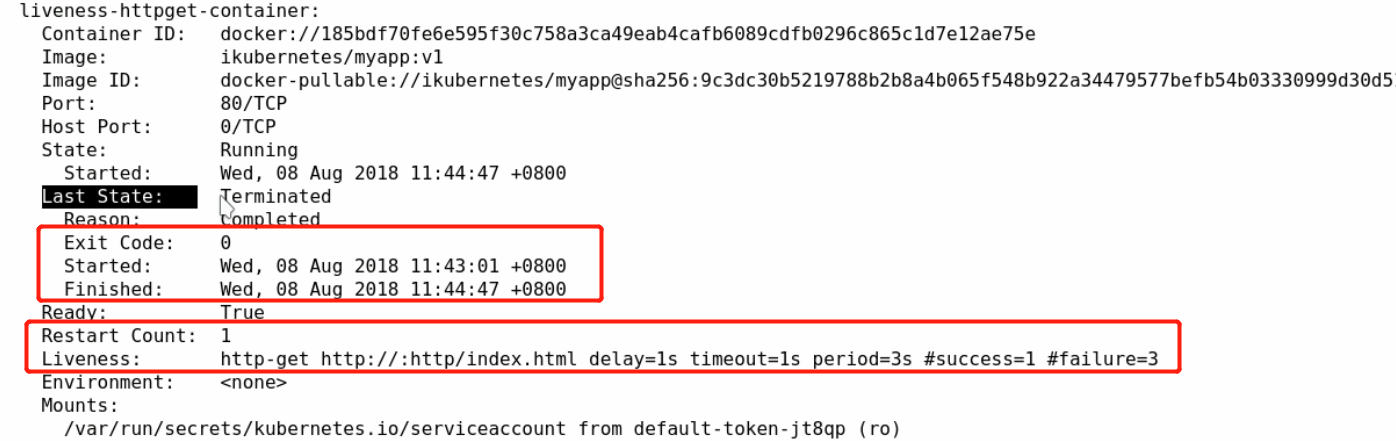 liveness-httpget-container:
Container ID: docker://185bdf70fe6e595f30c758a3ca49eab4cafb6089cdfb0296c865c1d7e12ae75e
Image: ikubernetes/myapp:v1
Image ID: docker-pullable://ikubernetes/myapp@sha256:9c3dc30b5219788b2b8a4b065f548b922a34479577befb54b03330999d30d5
Port: 80/TCP
Host Port: 0/TCP
State: Running
Started: Wed, 08 Aug 2018 11:44:47 +0800
Last State: Terminated
Reason: Completed
Exit Code: 0
Started: Wed, 08 Aug 2018 11:43:01 +0800
Finished: Wed, 08 Aug 2018 11:44:47 +0800
Ready: True
Restart Count: 1
Liveness: http-get http://:http/index.html delay=1s timeout=1s period=3s #success=1 #failure=3
Environment: <none>
Mounts:
/var/run/secrets/kubernetes.io/serviceaccount from default-token-jt8qp (ro)